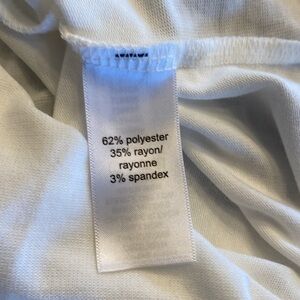 62% polyester
35% rayon/
rayonne
3% spandex